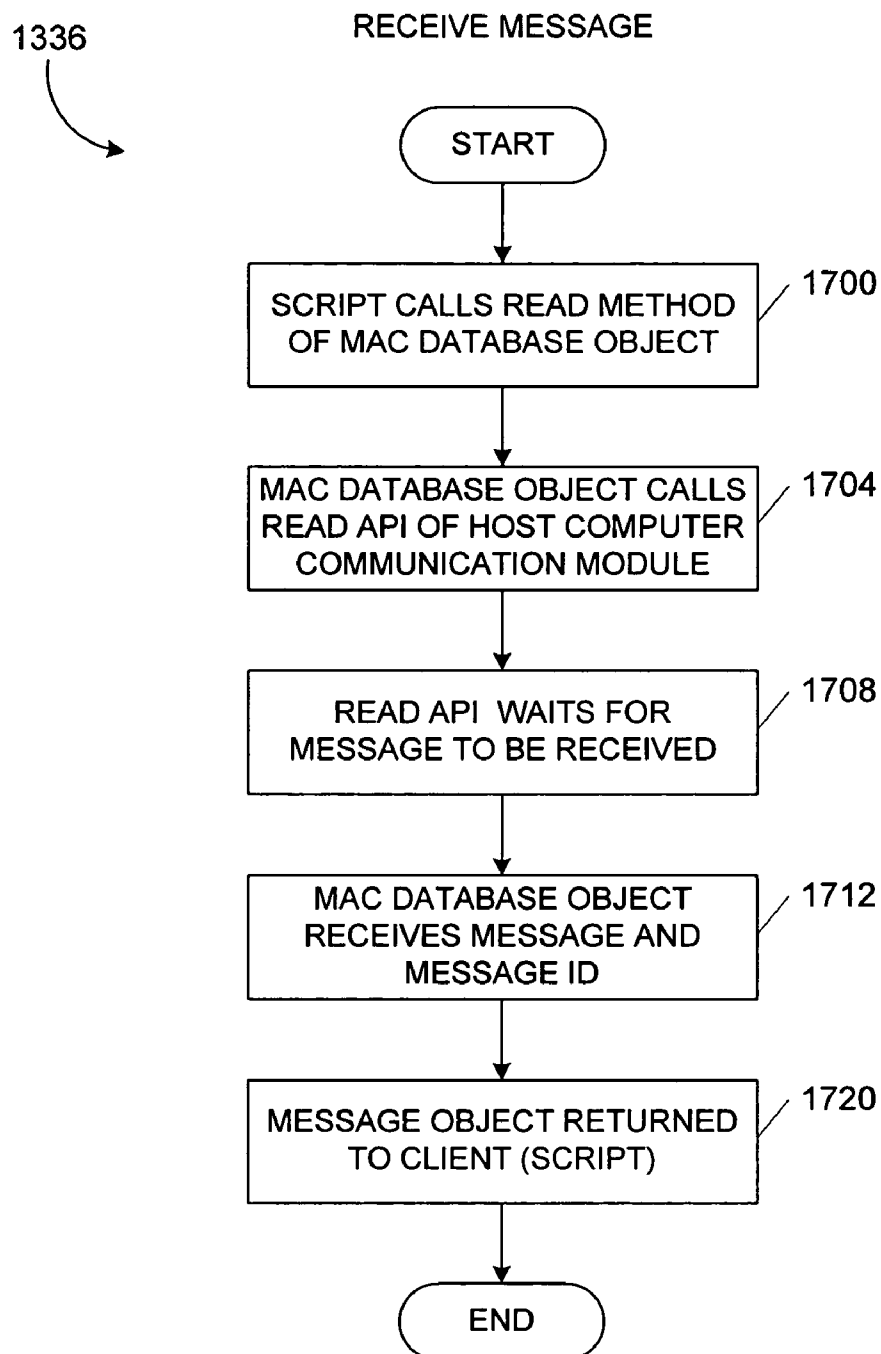 RECEIVE MESSAGE
1336
START
SCRIPT CALLS READ METHOD
OF MAC DATABASE OBJECT
1700
MAC DATABASE OBJECT CALLS
READ API OF HOST COMPUTER
COMMUNICATION MODULE
1704
READ API WAITS FOR
MESSAGE TO BE RECEIVED
1708
MAC DATABASE OBJECT
RECEIVES MESSAGE AND
MESSAGE ID
1712
MESSAGE OBJECT RETURNED
TO CLIENT (SCRIPT)
1720
END